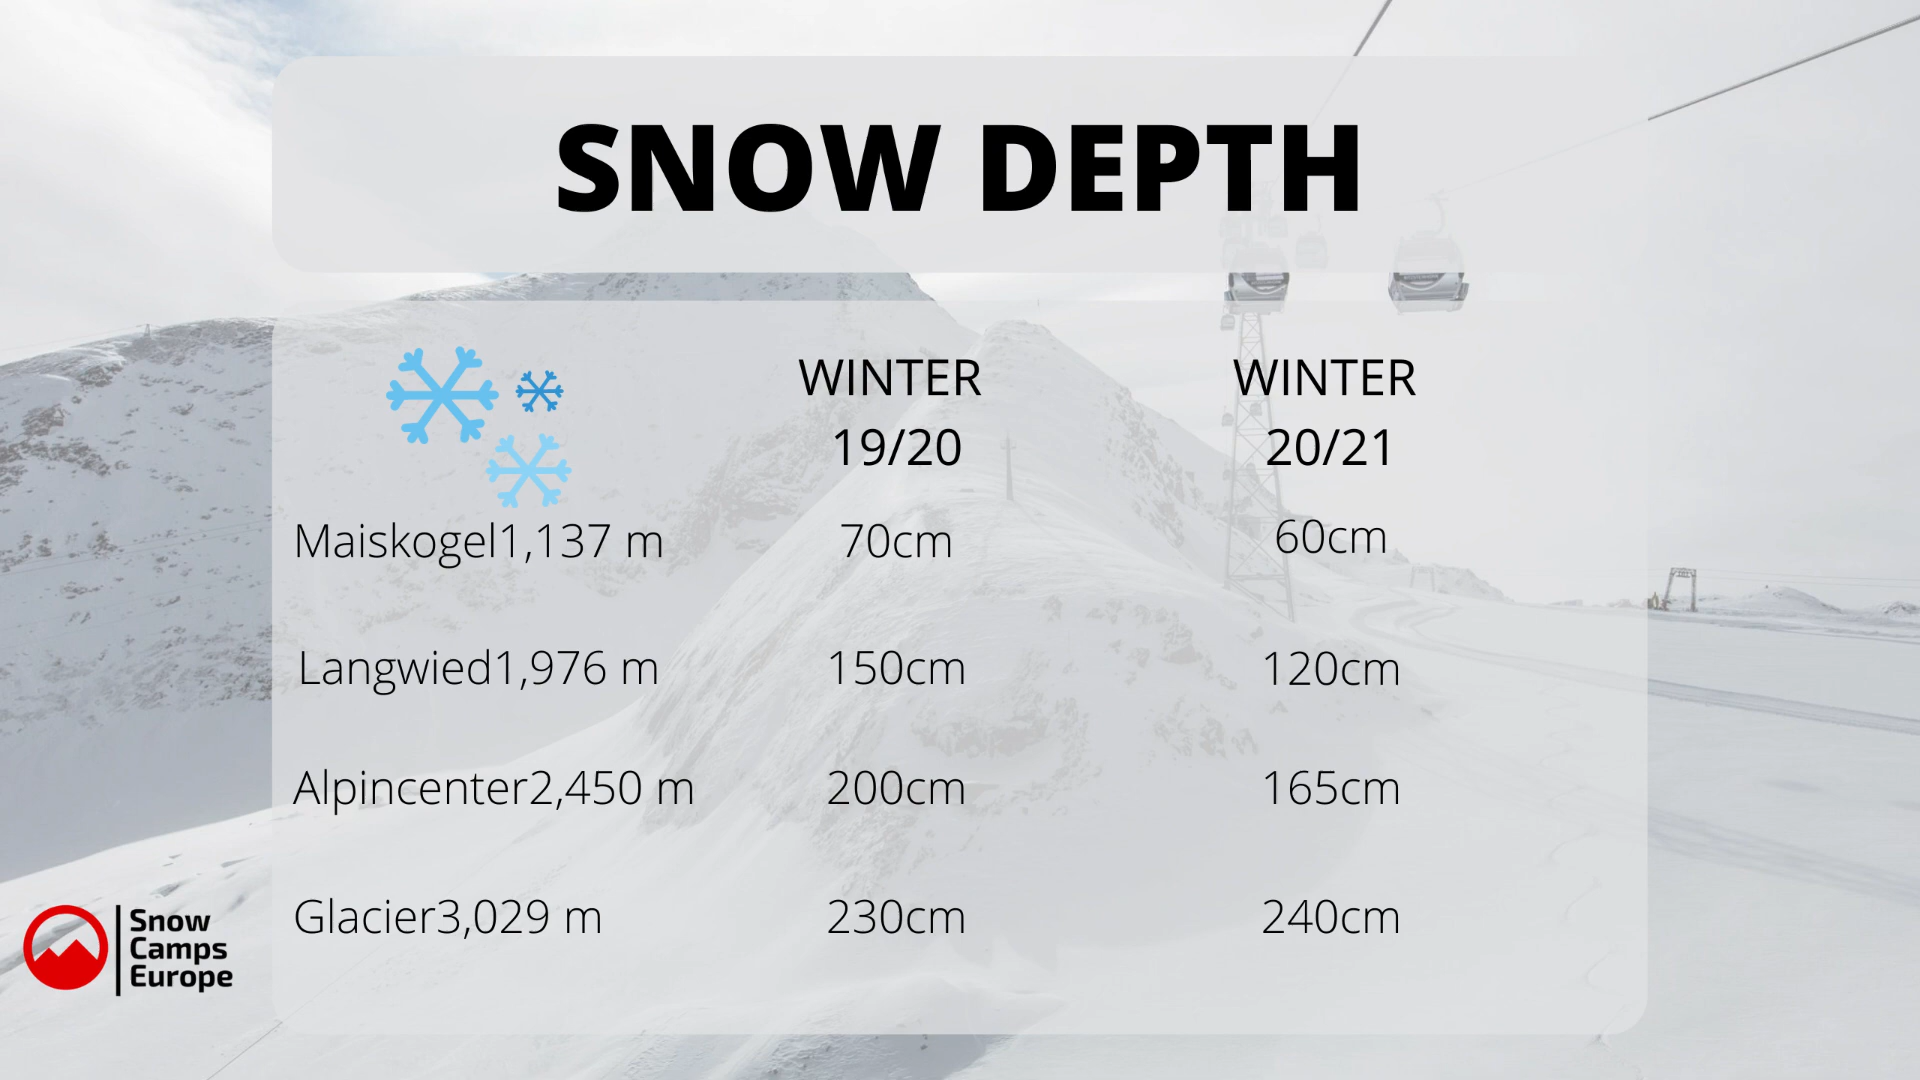 SNOW DEPTH
WINTER 19/20
WINTER 20/21
Maiskogel1,137 m 70cm 60cm
Langwied1,976 m 150cm 120cm
Alpincenter2,450 m 200cm 165cm
Glacier3,029 m 230cm 240cm
Snow
Camps
Europe